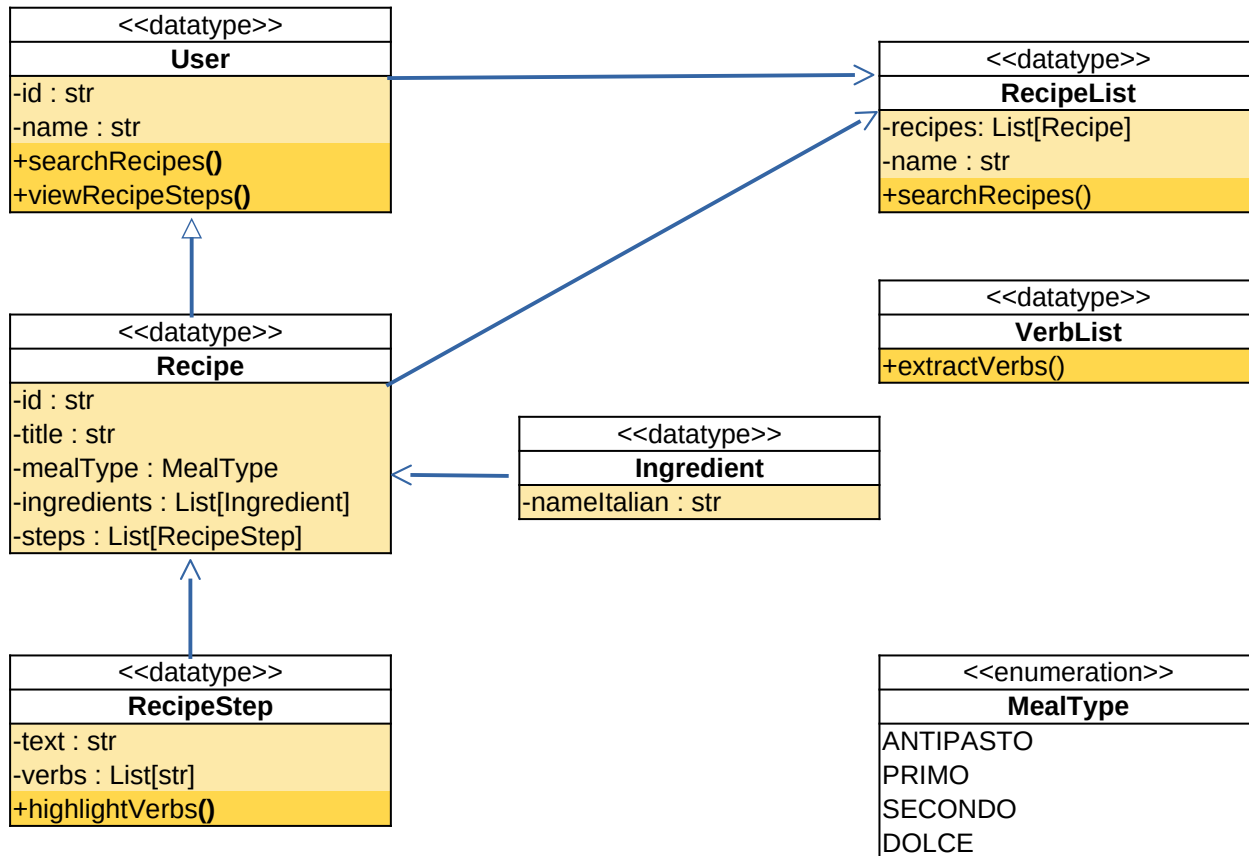 <<datatype>>
User
-id : str
-name : str
+searchRecipes()
+viewRecipeSteps()
<<datatype>>
RecipeList
-recipes: List[Recipe]
-name : str
+searchRecipes()
<<datatype>>
VerbList
+extractVerbs()
<<datatype>>
Recipe
-id : str
-title : str
-mealType : MealType
-ingredients : List[Ingredient]
-steps : List[RecipeStep]
<<datatype>>
Ingredient
-nameItalian : str
<<datatype>>
RecipeStep
-text : str
-verbs : List[str]
+highlightVerbs()
<<enumeration>>
MealType
ANTIPASTO
PRIMO
SECONDO
DOLCE